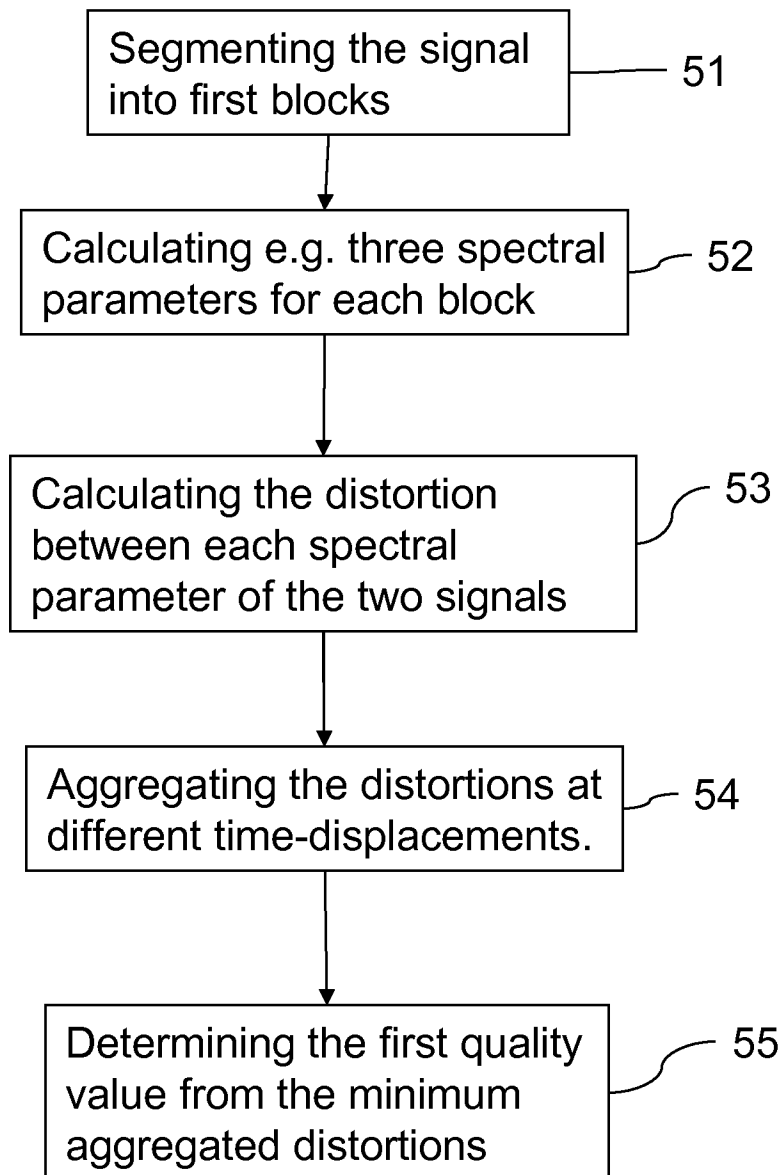 Segmenting the signal
into first blocks
51
Calculating e.g. three spectral
parameters for each block
52
Calculating the distortion
between each spectral
parameter of the two signals
53
Aggregating the distortions at
different time-displacements.
54
Determining the first quality
value from the minimum
aggregated distortions
55